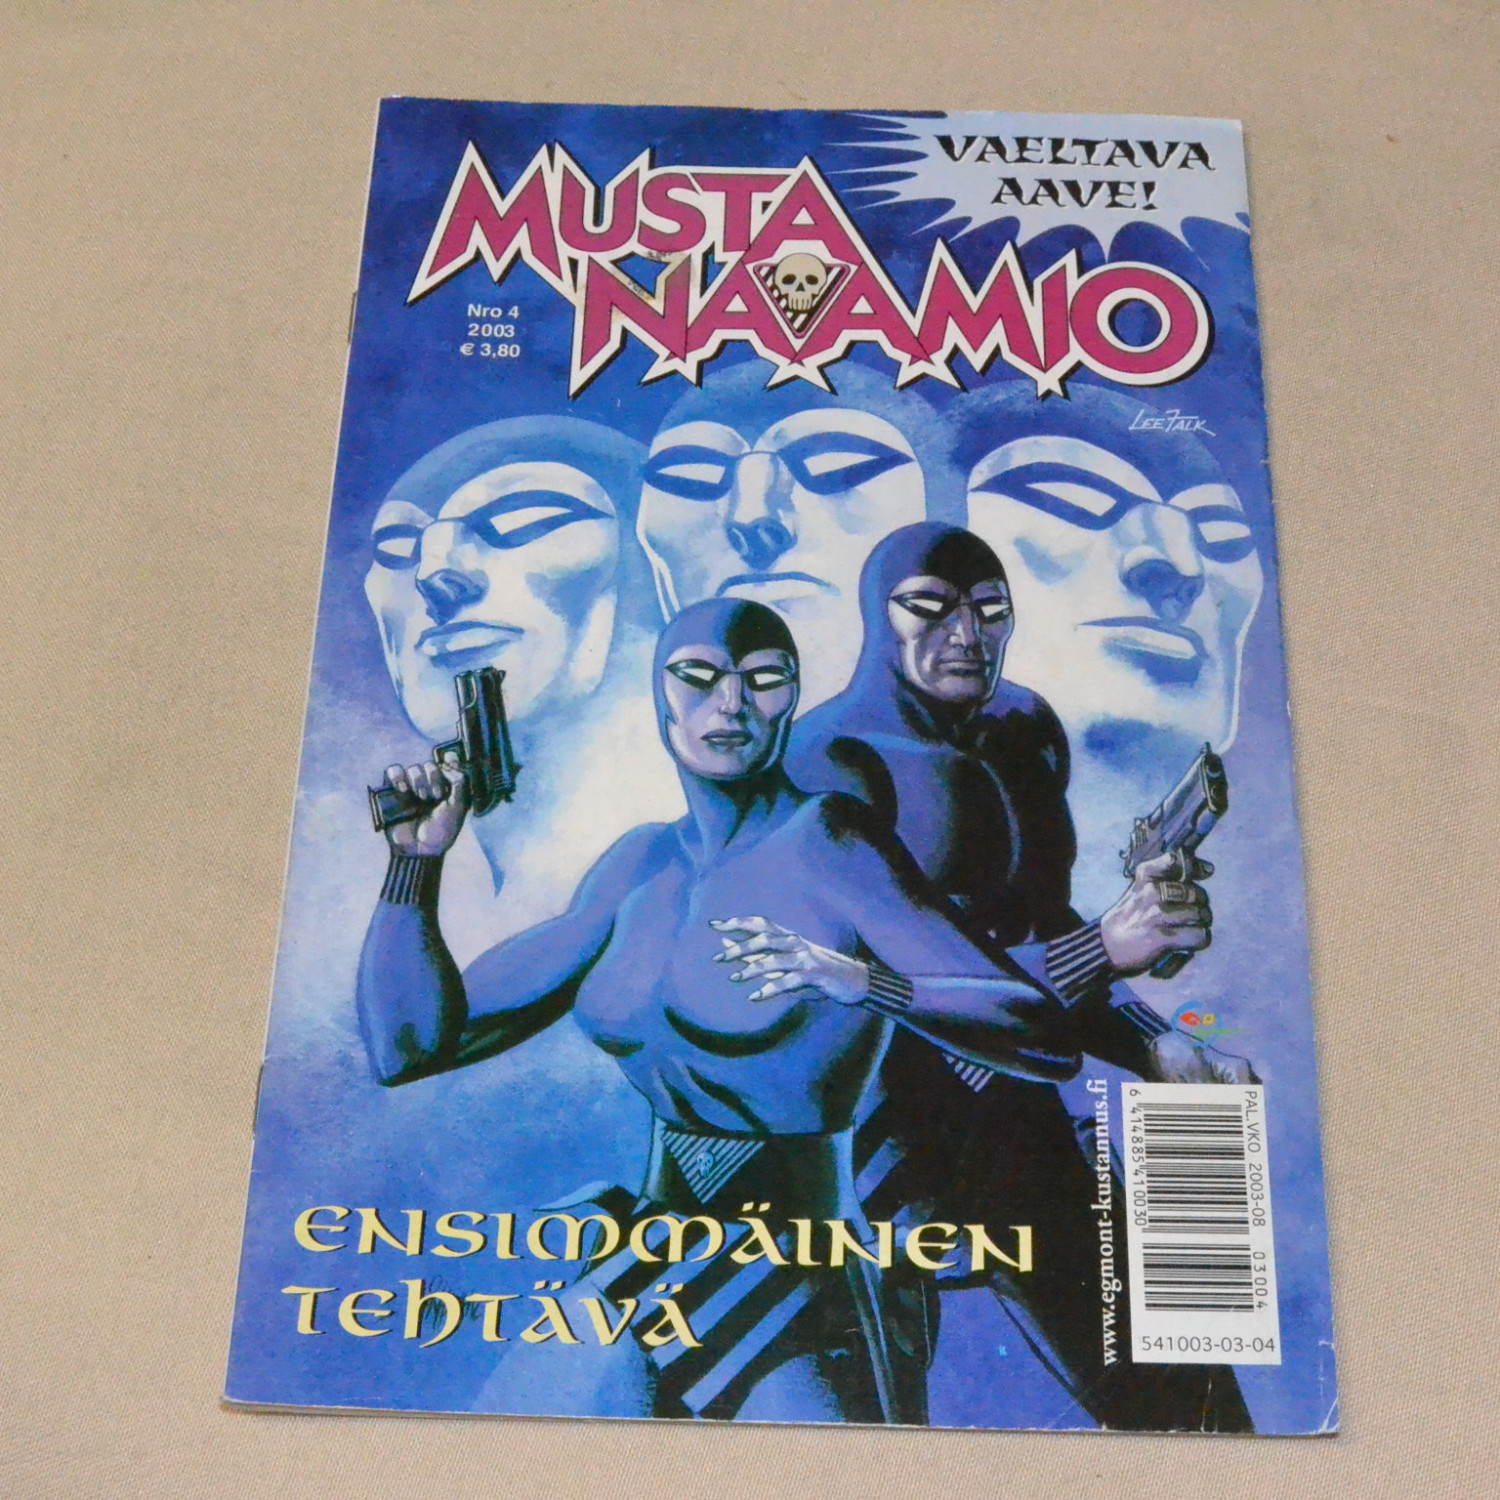 VAELTAVA
AAVE!
MUSTA
NAAMIO
Nro 4
2003
€ 3,80
LEE FALK
ENSIMMÄINEN
TEHTÄVÄ
www.egmont-kustannus.fi
PAL.VKO 2003-08
6 414885 410030
03004
541003-03-04